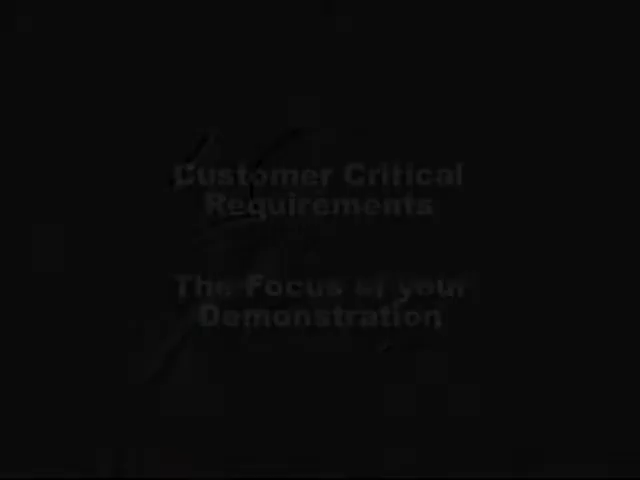 Customer Critical
Requirements
The Focus of your
Demonstration